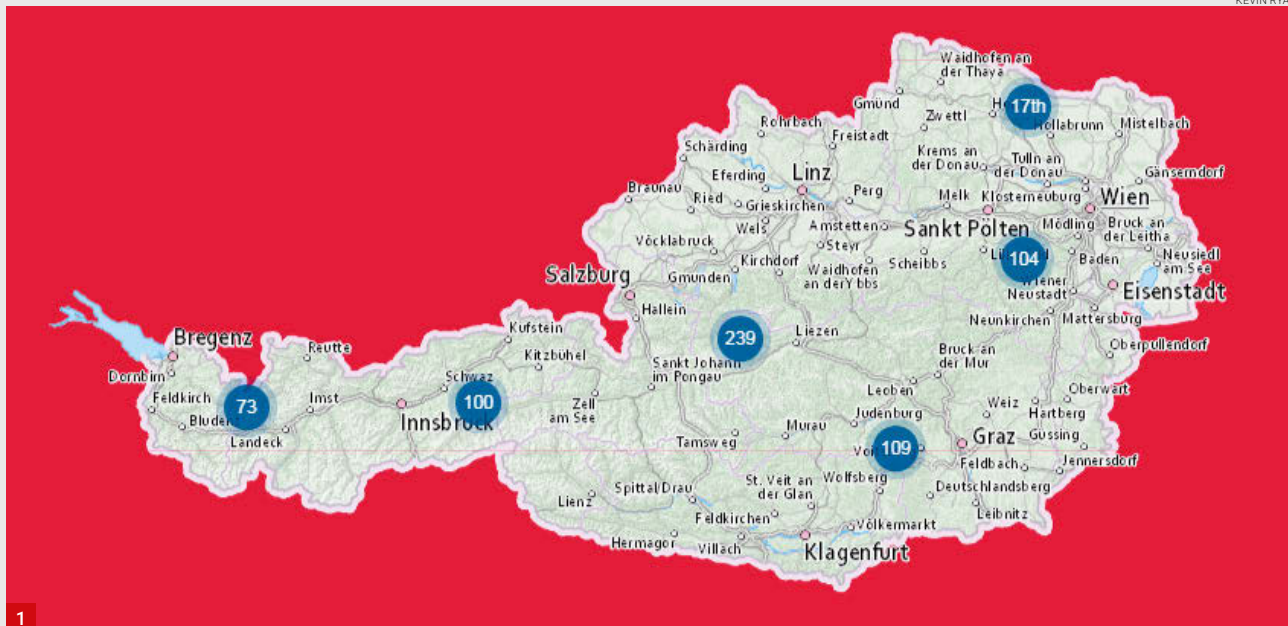 KEVIN RYA
Waidhofen an
der Thaya
Gmünd
17th
Zwettl
Hollabrunn
Mistelbach
Rohrbach
Freistadt
Schärding
Krems an
der Donau
Tulln an
der Donau
Gänserndorf
Eferding
Linz
Braunau
Ried
Grieskirchen
Perg
Melk
Klosterneuburg
Wien
Wels
Amstetten
Sankt Pölten
Mödling
Bruck an
der Leitha
Vöcklabruck
Steyr
Scheibbs
104
Baden
Neusiedl
am See
Salzburg
Gmunden
Kirchdorf
Waidhofen
an der Ybbs
Wiener
Neustadt
Eisenstadt
Hallein
Neunkirchen
Mattersburg
Bregenz
Kufstein
239
Liezen
Oberpullendorf
Reutte
Kitzbühel
Sankt Johann
im Pongau
Bruck an
der Mur
Dornbirn
Schwaz
Leoben
Oberwart
Feldkirch
73
Imst
100
Zell
am See
Weiz
Hartberg
Innsbruck
Judenburg
Landeck
Tamsweg
Murau
Graz
Güssing
109
Feldbach
Jennersdorf
Lienz
Spittal/Drau
St. Veit an
der Glan
Wolfsberg
Deutschlandsberg
Leibnitz
Feldkirchen
Völkermarkt
Hermagor
Villach
Klagenfurt
1